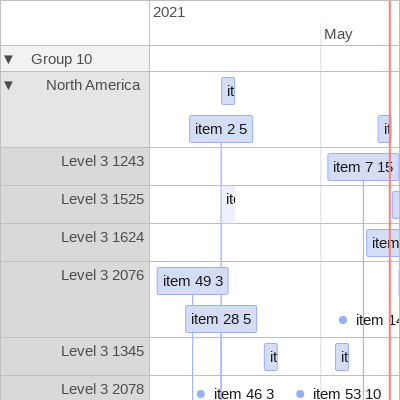 2021
May
▼ Group 10
▼ North America
it
item 2 5
it
Level 3 1243
item 7 15
Level 3 1525
ite
Level 3 1624
item
Level 3 2076
item 49 3
item 28 5
item 14
Level 3 1345
it
it
Level 3 2078
item 46 3
item 53 10